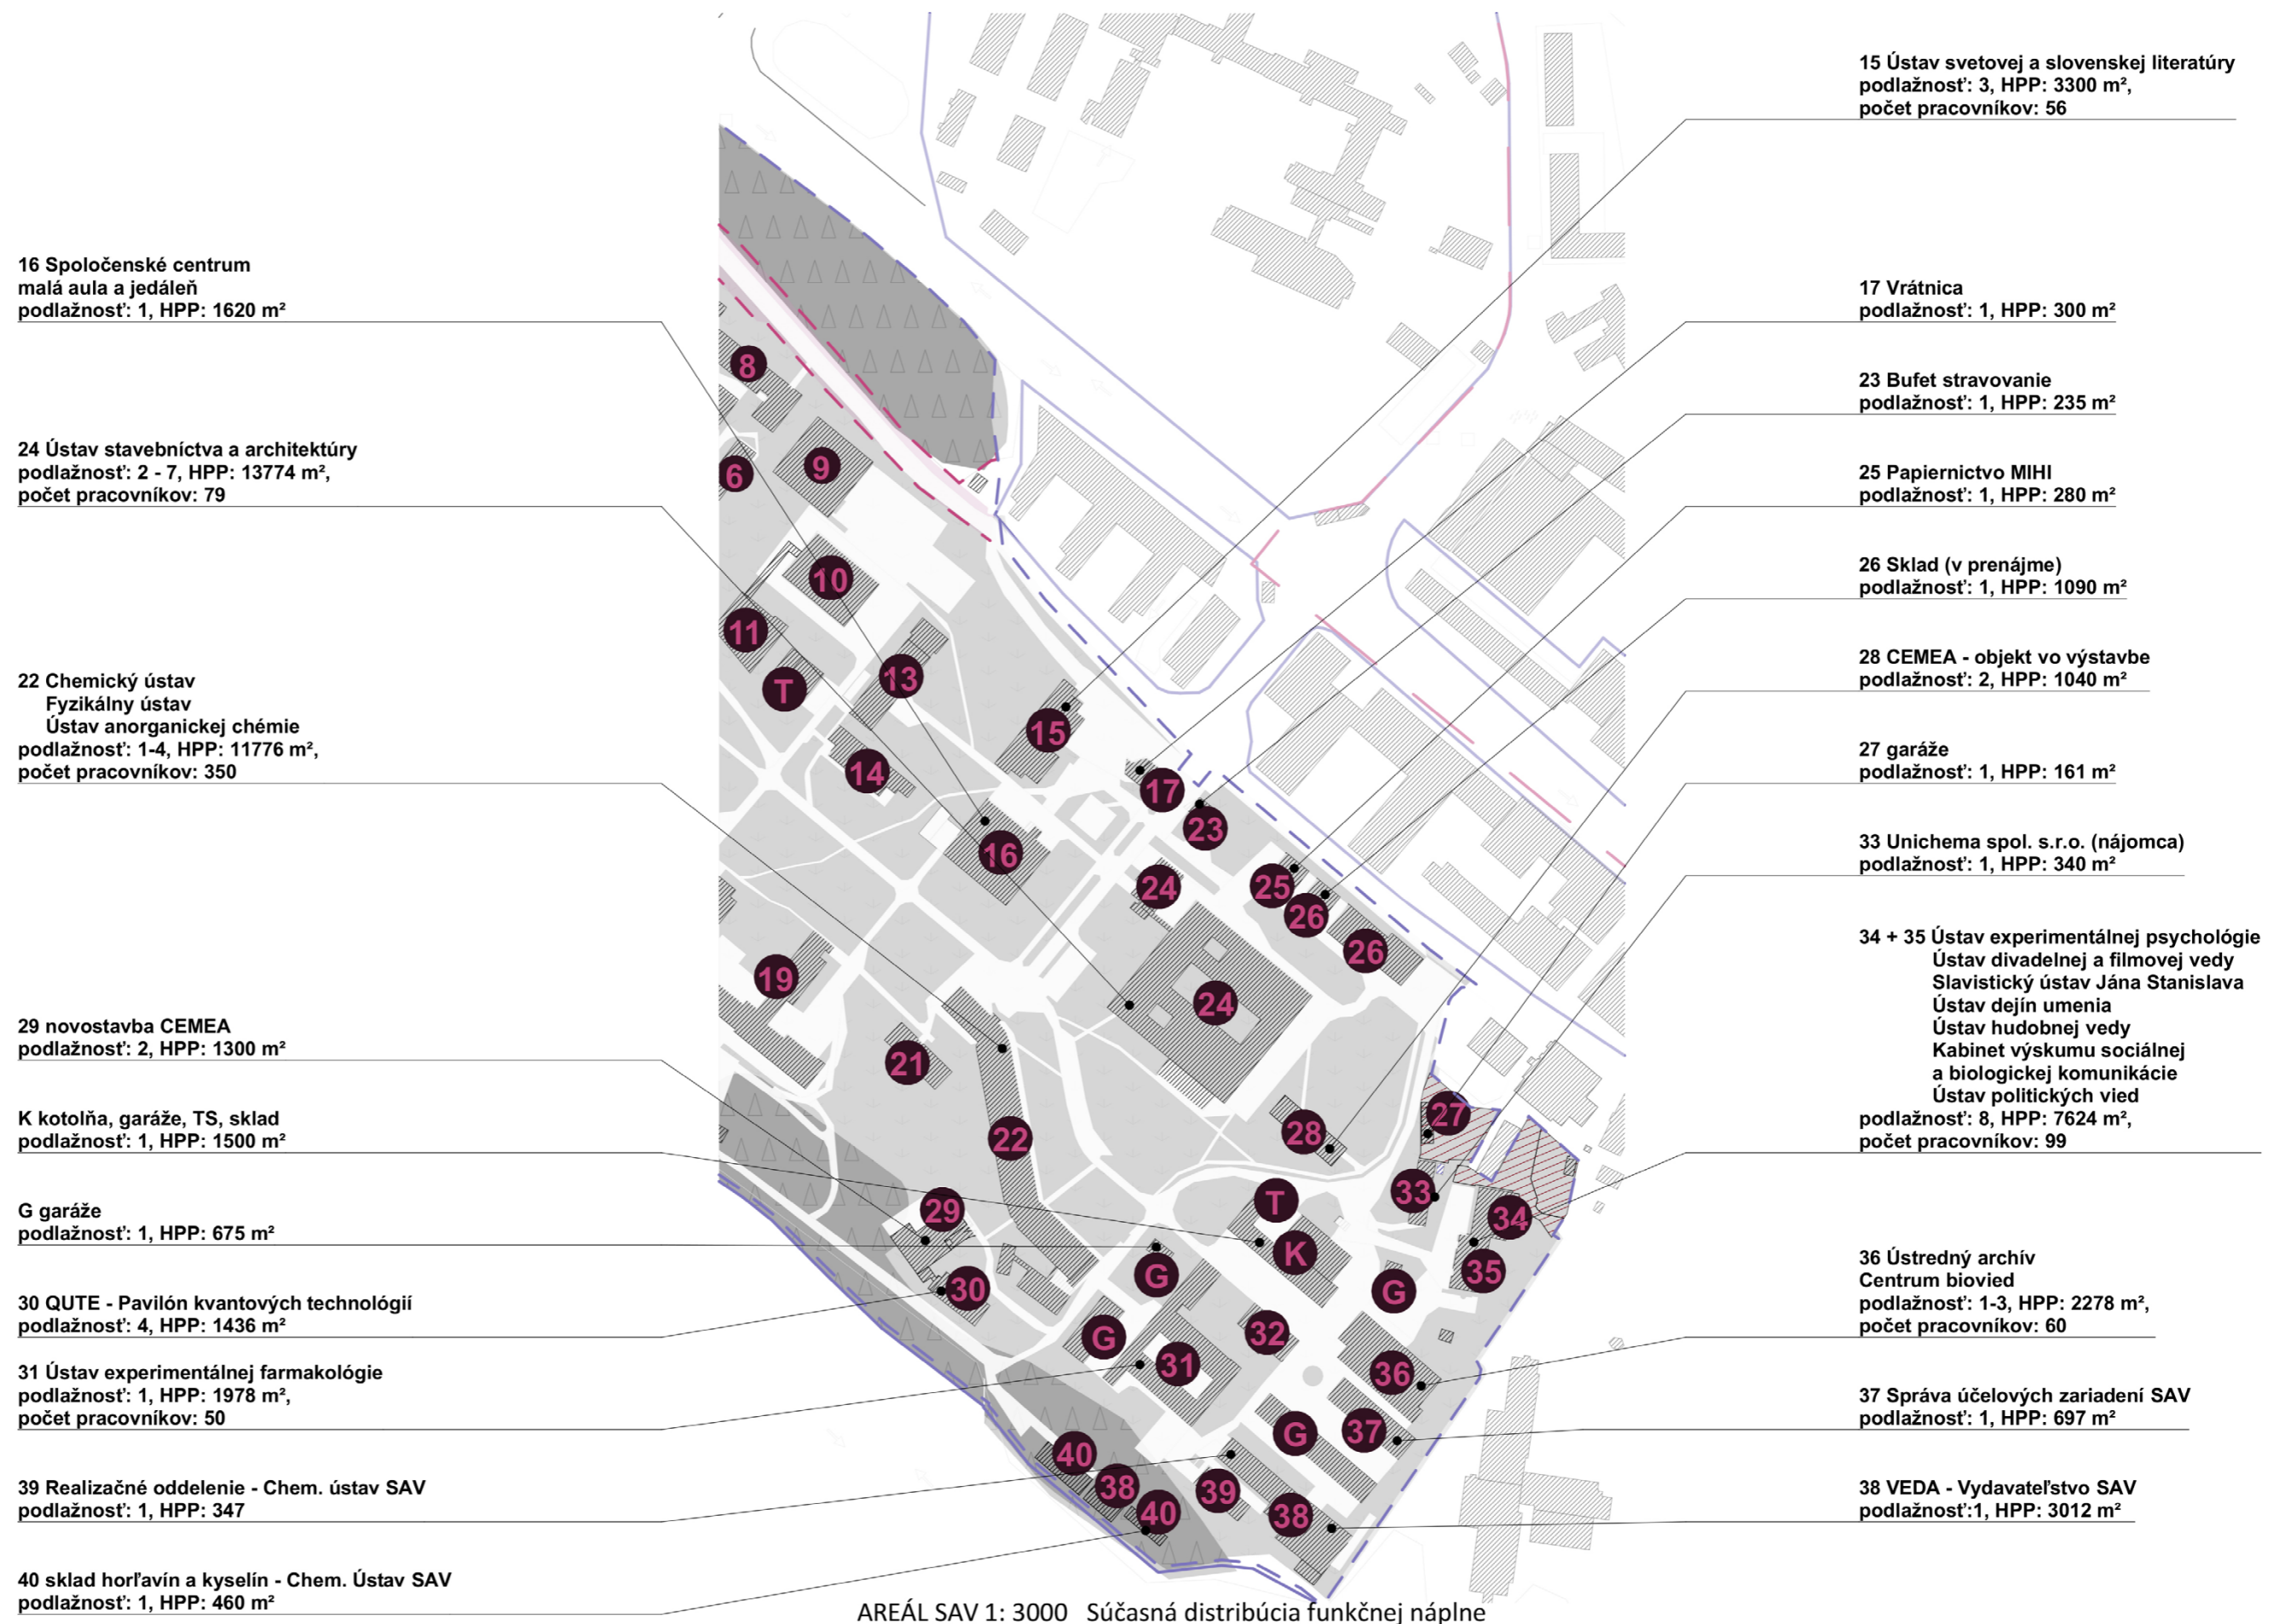 16 Spoločenské centrum
malá aula a jedáleň
podlažnosť: 1, HPP: 1620 m²
24 Ústav stavebníctva a architektúry
podlažnosť: 2 - 7, HPP: 13774 m²,
počet pracovníkov: 79
22 Chemický ústav
Fyzikálny ústav
Ústav anorganickej chémie
podlažnosť: 1-4, HPP: 11776 m²,
počet pracovníkov: 350
29 novostavba CEMEA
podlažnosť: 2, HPP: 1300 m²
K kotolňa, garáže, TS, sklad
podlažnosť: 1, HPP: 1500 m²
G garáže
podlažnosť: 1, HPP: 675 m²
30 QUTE - Pavilón kvantových technológií
podlažnosť: 4, HPP: 1436 m²
31 Ústav experimentálnej farmakológie
podlažnosť: 1, HPP: 1978 m²,
počet pracovníkov: 50
39 Realizačné oddelenie - Chem. ústav SAV
podlažnosť: 1, HPP: 347
40 sklad horľavín a kyselín - Chem. Ústav SAV
podlažnosť: 1, HPP: 460 m²
8
6
9
10
11
T
13
14
15
16
17
23
24
25
26
26
24
19
21
22
28
27
33
34
35
29
30
T
K
G
G
G
31
32
36
37
G
40
38
40
39
38
15 Ústav svetovej a slovenskej literatúry
podlažnosť: 3, HPP: 3300 m²,
počet pracovníkov: 56
17 Vrátnica
podlažnosť: 1, HPP: 300 m²
23 Bufet stravovanie
podlažnosť: 1, HPP: 235 m²
25 Papiernictvo MIHI
podlažnosť: 1, HPP: 280 m²
26 Sklad (v prenájme)
podlažnosť: 1, HPP: 1090 m²
28 CEMEA - objekt vo výstavbe
podlažnosť: 2, HPP: 1040 m²
27 garáže
podlažnosť: 1, HPP: 161 m²
33 Unichema spol. s.r.o. (nájomca)
podlažnosť: 1, HPP: 340 m²
34 + 35 Ústav experimentálnej psychológie
Ústav divadelnej a filmovej vedy
Slavistický ústav Jána Stanislava
Ústav dejín umenia
Ústav hudobnej vedy
Kabinet výskumu sociálnej
a biologickej komunikácie
Ústav politických vied
podlažnosť: 8, HPP: 7624 m²,
počet pracovníkov: 99
36 Ústredný archív
Centrum biovied
podlažnosť: 1-3, HPP: 2278 m²,
počet pracovníkov: 60
37 Správa účelových zariadení SAV
podlažnosť: 1, HPP: 697 m²
38 VEDA - Vydavateľstvo SAV
podlažnosť:1, HPP: 3012 m²
AREÁL SAV 1: 3000 Súčasná distribúcia funkčnej náplne